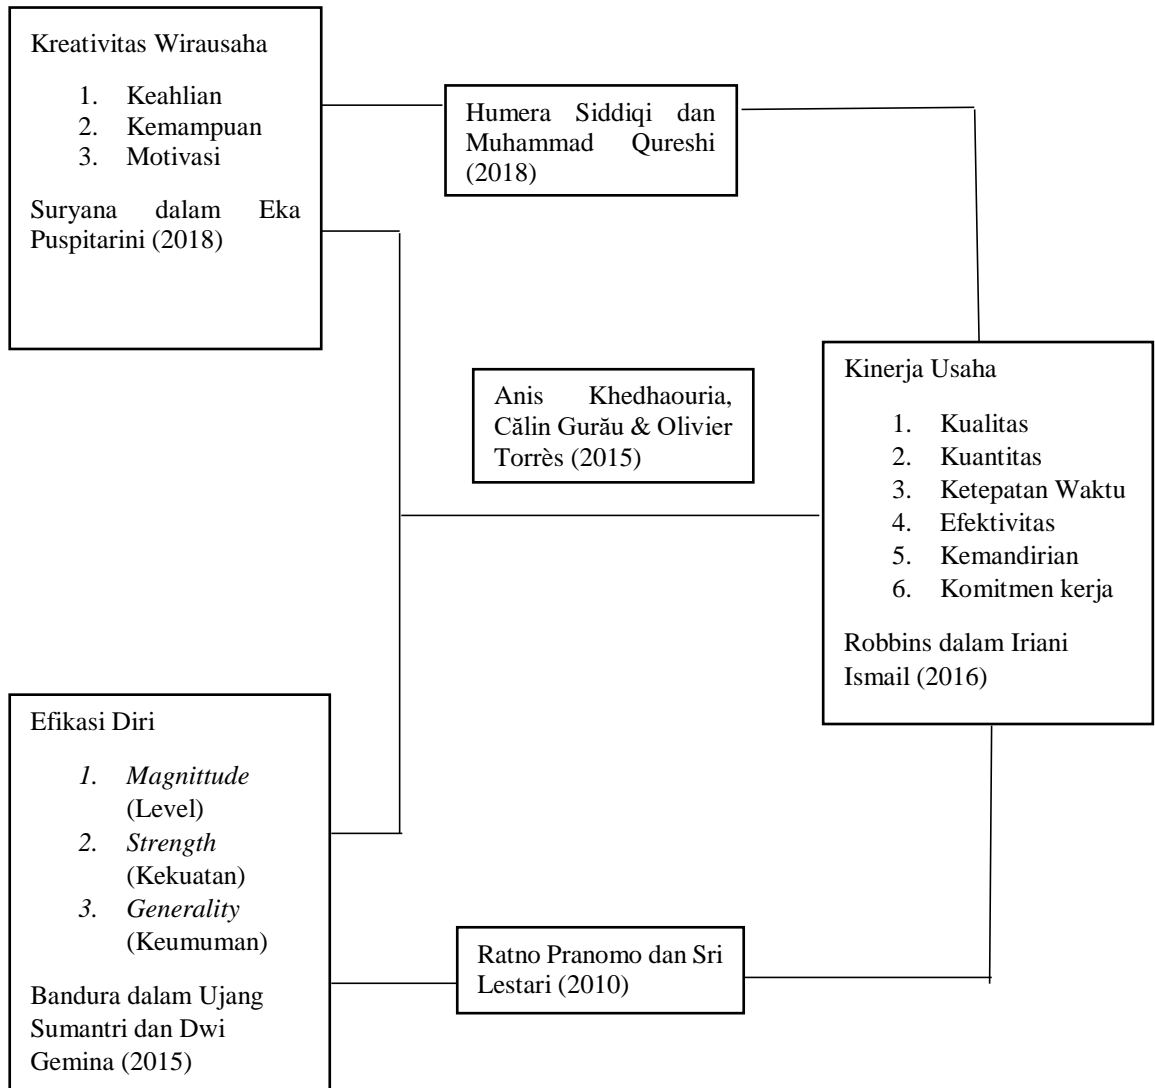 Kreativitas Wirausaha
1. Keahlian
2. Kemampuan
3. Motivasi
Suryana dalam Eka
Puspitarini (2018)
Humera Siddiqi dan
Muhammad Qureshi
(2018)
Anis Khedhaouria,
Călin Gurău & Olivier
Torrès (2015)
Kinerja Usaha
1. Kualitas
2. Kuantitas
3. Ketepatan Waktu
4. Efektivitas
5. Kemandirian
6. Komitmen kerja
Robbins dalam Iriani
Ismail (2016)
Efikasi Diri
1. Magnittude
(Level)
2. Strength
(Kekuatan)
3. Generality
(Keumuman)
Bandura dalam Ujang
Sumantri dan Dwi
Gemina (2015)
Ratno Pranomo dan Sri
Lestari (2010)